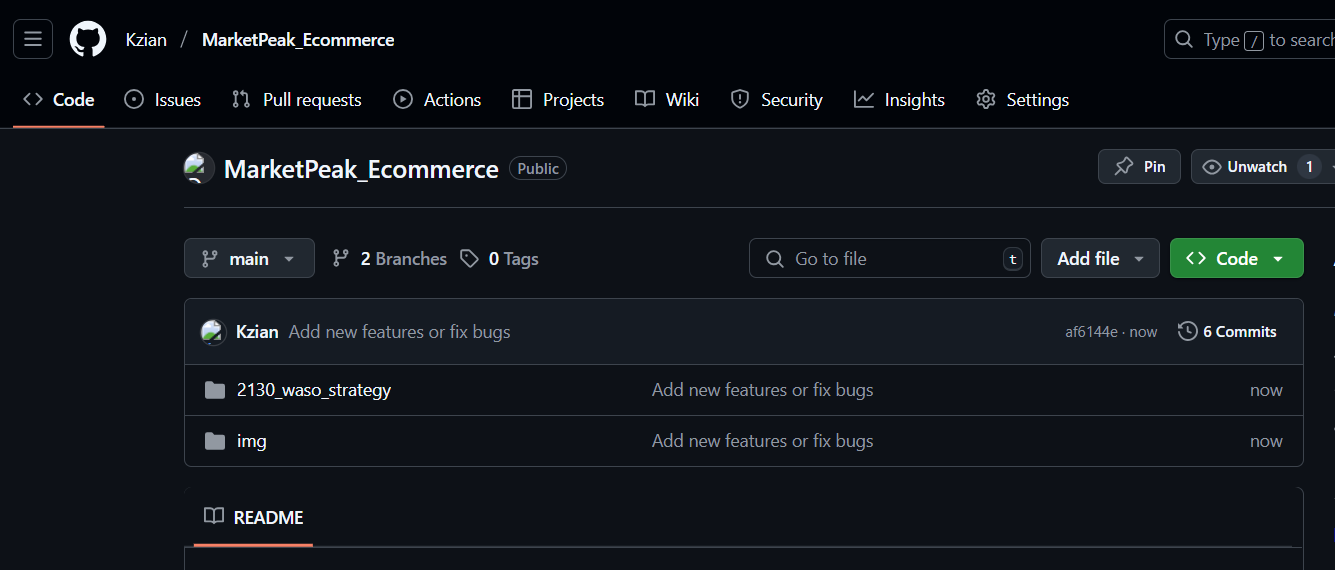 Kzian / MarketPeak_Ecommerce
Type / to search
Code Issues Pull requests Actions Projects Wiki Security Insights Settings
MarketPeak_Ecommerce Public Pin Unwatch 1
main 2 Branches 0 Tags Go to file t Add file Code
Kzian Add new features or fix bugs af6144e · now 6 Commits
2130_waso_strategy Add new features or fix bugs now
img Add new features or fix bugs now
README